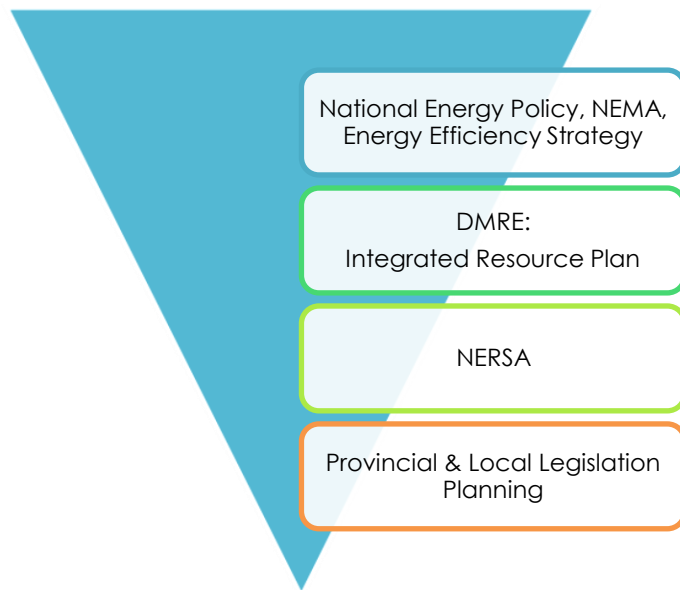 National Energy Policy, NEMA,
Energy Efficiency Strategy
DMRE:
Integrated Resource Plan
NERSA
Provincial & Local Legislation
Planning